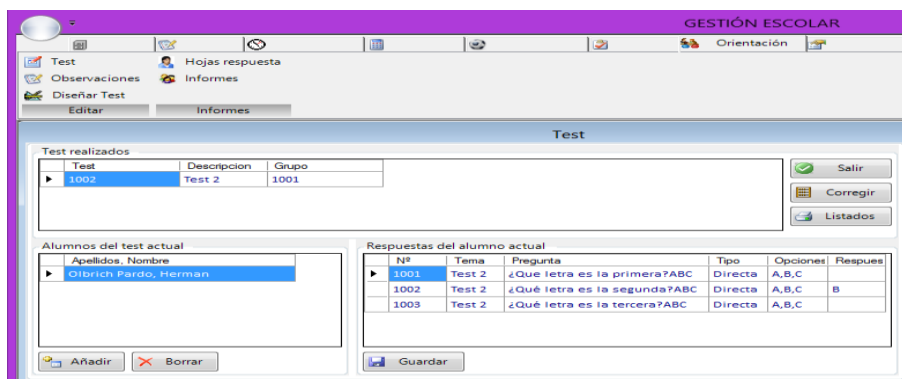 GESTIÓN ESCOLAR
Orientación
Test Hojas respuesta
Observaciones Informes
Diseñar Test
Editar Informes
Test
Test realizados
Test Descripcion Grupo
1002 Test 2 1001
Salir
Corregir
Listados
Alumnos del test actual
Apellidos, Nombre
Olbrich Pardo, Herman
Añadir Borrar
Respuestas del alumno actual
Nº Tema Pregunta Tipo Opciones Respues
1001 Test 2 ¿Que letra es la primera?ABC Directa A,B,C
1002 Test 2 ¿Qué letra es la segunda?ABC Directa A,B,C B
1003 Test 2 ¿Qué letra es la tercera?ABC Directa A,B,C
Guardar